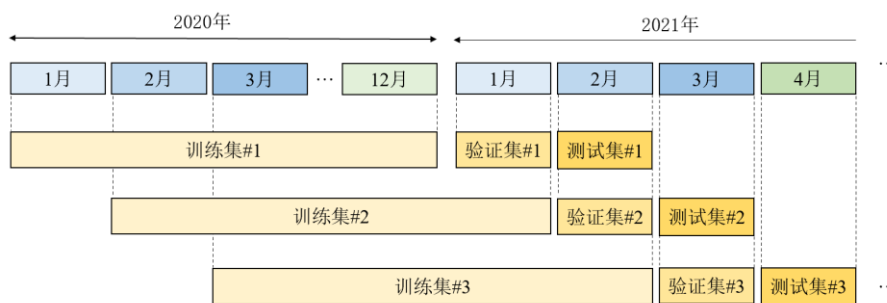 2020年 2021年
1月 2月 3月 … 12月 1月 2月 3月 4月 …
训练集#1 验证集#1 测试集#1
训练集#2 验证集#2 测试集#2
训练集#3 验证集#3 测试集#3 …